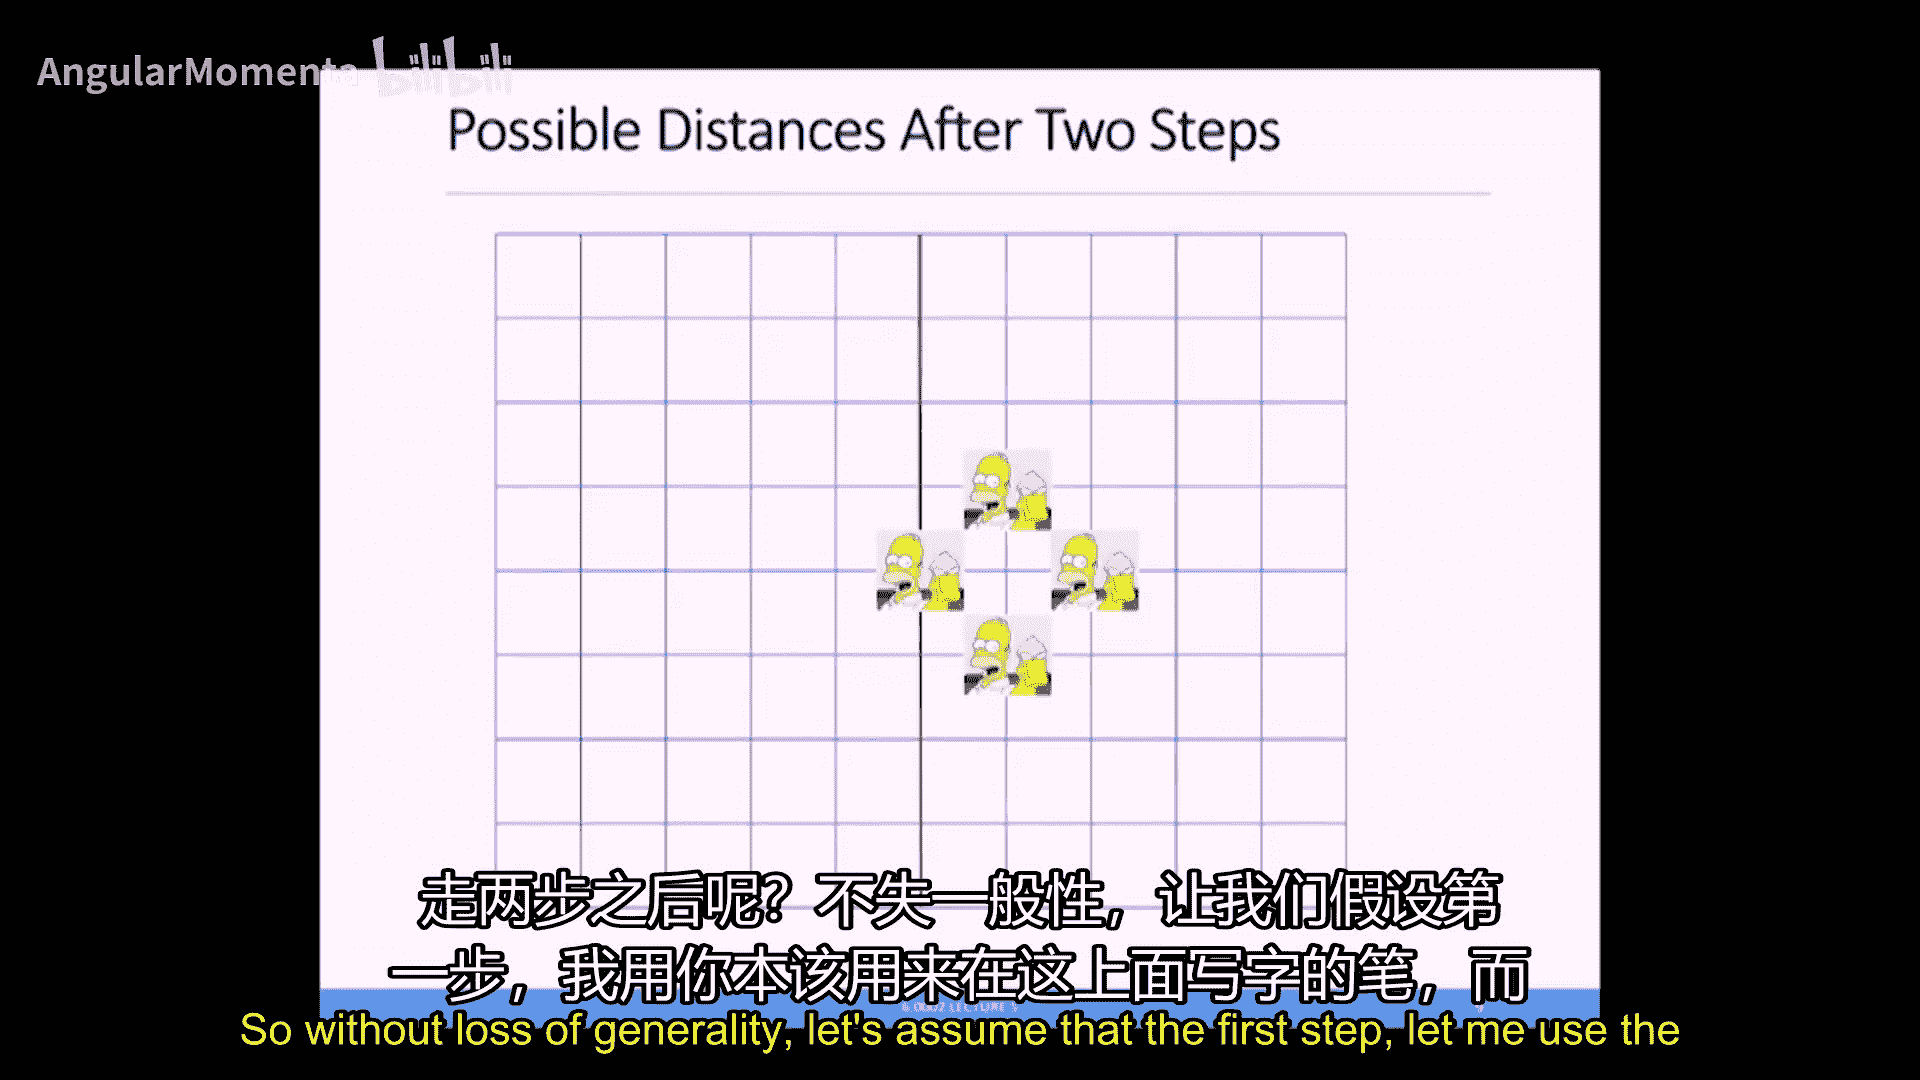 AngularMomenta bilibili
Possible Distances After Two Steps
走两步之后呢？不失一般性，让我们假设第
一步，我用你本该用来在这上面写字的笔，而
So without loss of generality, let's assume that the first step, let me use the